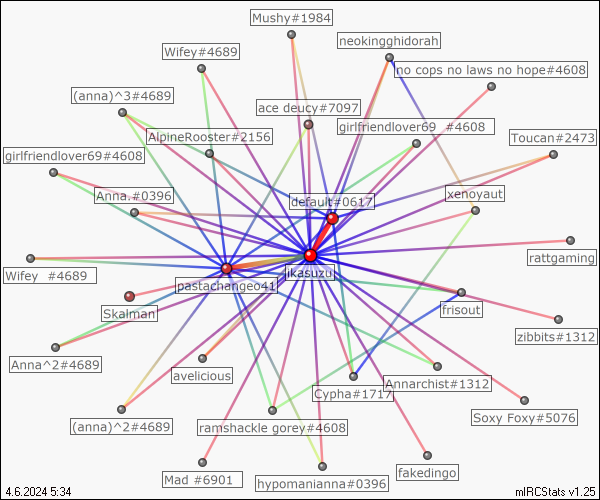 Mushy#1984
neokingghidorah
Wifey#4689
no cops no laws no hope#4608
(anna)^3#4689
ace deucy#7097
girlfriendlover69 #4608
AlpineRooster#2156
Toucan#2473
girlfriendlover69#4608
Anna.#0396
xenoyaut
default#0617
rattgaming
Wifey #4689
jkasuzu
pastachangeo41
Skalman
frisout
zibbits#1312
Anna^2#4689
avelicious
Annarchist#1312
Cypha#1717
Soxy Foxy#5076
(anna)^2#4689
ramshackle gorey#4608
Mad #6901
hypomanianna#0396
fakedingo
4.6.2024 5:34
mIRCStats v1.25